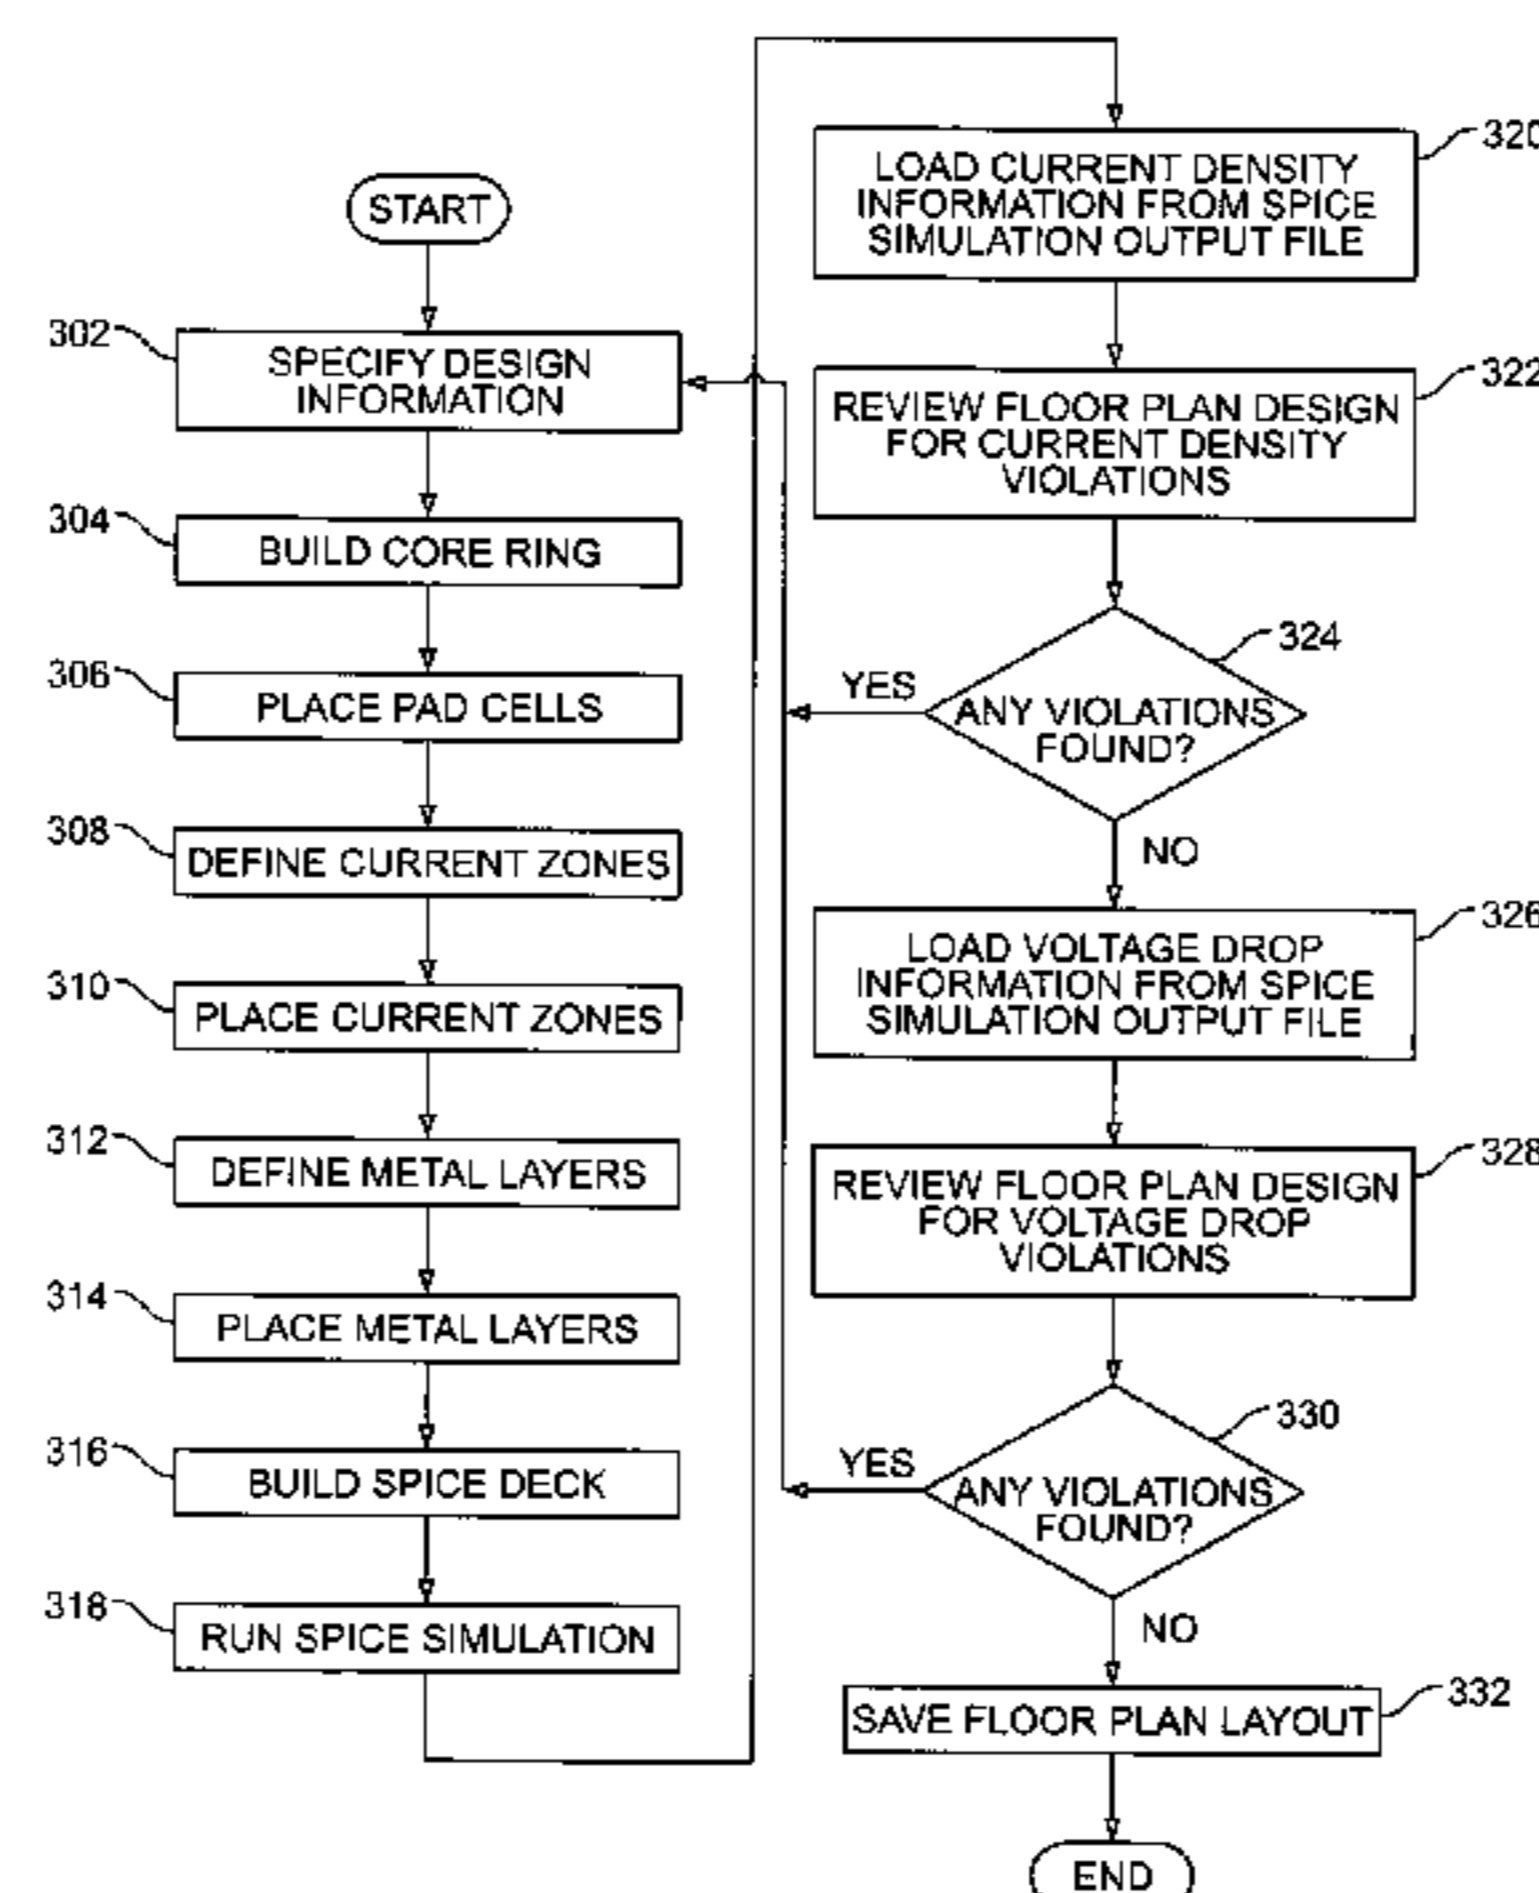 START
302
SPECIFY DESIGN
INFORMATION
304
BUILD CORE RING
306
PLACE PAD CELLS
308
DEFINE CURRENT ZONES
310
PLACE CURRENT ZONES
312
DEFINE METAL LAYERS
314
PLACE METAL LAYERS
316
BUILD SPICE DECK
318
RUN SPICE SIMULATION
320
LOAD CURRENT DENSITY
INFORMATION FROM SPICE
SIMULATION OUTPUT FILE
322
REVIEW FLOOR PLAN DESIGN
FOR CURRENT DENSITY
VIOLATIONS
324
YES
ANY VIOLATIONS
FOUND?
NO
326
LOAD VOLTAGE DROP
INFORMATION FROM SPICE
SIMULATION OUTPUT FILE
328
REVIEW FLOOR PLAN DESIGN
FOR VOLTAGE DROP
VIOLATIONS
330
YES
ANY VIOLATIONS
FOUND?
NO
332
SAVE FLOOR PLAN LAYOUT
END